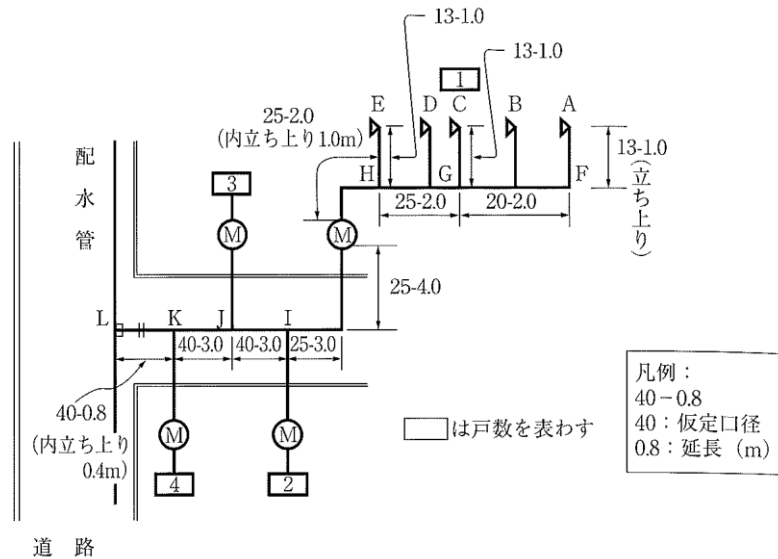 13-1.0
13-1.0
1
E D C B A
25-2.0
(内立ち上り1.0m)
13-1.0
(立ち上り)
H G F
25-2.0 20-2.0
配水管
3
M M
25-4.0
L K J I
40-3.0 40-3.0 25-3.0
40-0.8
(内立ち上り
0.4m)
M M
4 2
は戸数を表わす
凡例：
40－0.8
40：仮定口径
0.8：延長（m）
道 路